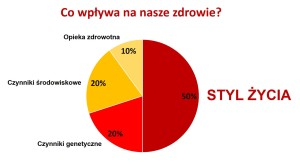 Co wpływa na nasze zdrowie?
Opieka zdrowotna
10%
Czynniki środowiskowe
20%
50%
STYL ŻYCIA
20%
Czynniki genetyczne